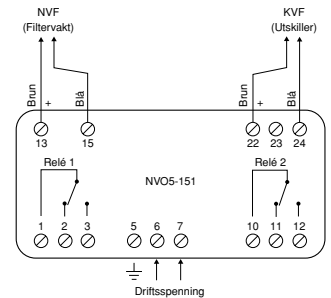 NVF KVF
(Filtervakt) (Utskiller)
Brun + Blå Brun + Blå
13 15 22 23 24
Relé 1 Relé 2
NVO5-151
1 2 3 5 6 7 10 11 12
Driftsspenning